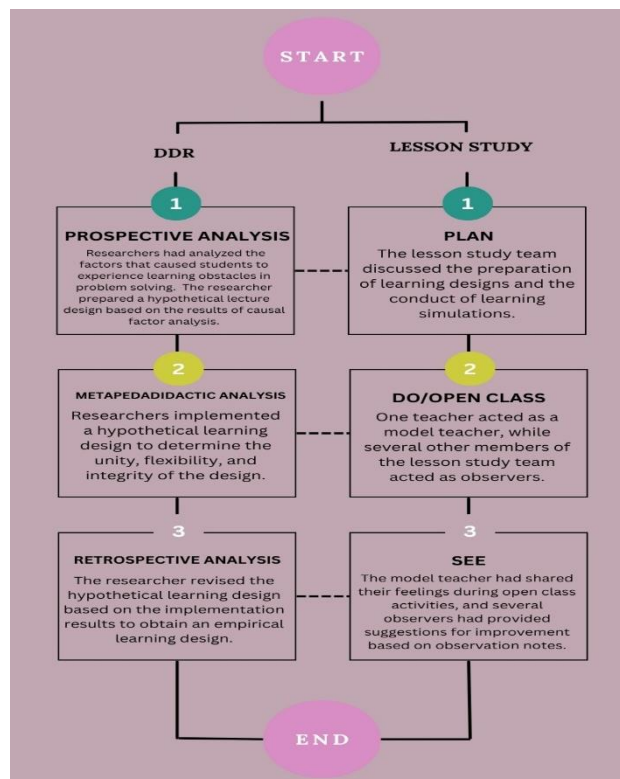 START
DDR
LESSON STUDY
1
PROSPECTIVE ANALYSIS
Researchers had analyzed the
factors that caused students to
experience learning obstacles in
problem solving. The researcher
prepared a hypothetical lecture
design based on the results of causal
factor analysis.
1
PLAN
The lesson study team
discussed the preparation
of learning designs and the
conduct of learning
simulations.
2
METAPEDADIDACTIC ANALYSIS
Researchers implemented
a hypothetical learning
design to determine the
unity, flexibility, and
integrity of the design.
2
DO/OPEN CLASS
One teacher acted as a
model teacher, while
several other members of
the lesson study team
acted as observers.
3
RETROSPECTIVE ANALYSIS
The researcher revised the
hypothetical learning design
based on the implementation
results to obtain an empirical
learning design.
3
SEE
The model teacher had shared
their feelings during open class
activities, and several
observers had provided
suggestions for improvement
based on observation notes.
END